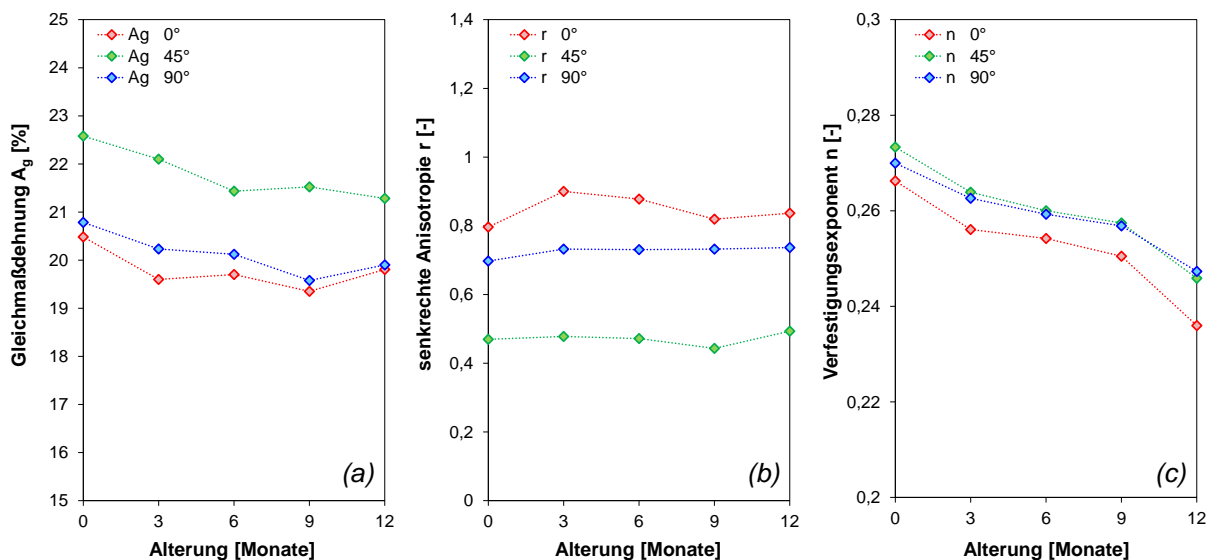 Gleichmaßdehnung Ag [%]
25
24
23
22
21
20
19
18
17
16
15
Ag 0°
Ag 45°
Ag 90°
(a)
0 3 6 9 12
Alterung [Monate]
senkrechte Anisotropie r [-]
1,4
1,2
1
0,8
0,6
0,4
0,2
0
r 0°
r 45°
r 90°
(b)
0 3 6 9 12
Alterung [Monate]
Verfestigungsexponent n [-]
0,3
0,28
0,26
0,24
0,22
0,2
n 0°
n 45°
n 90°
(c)
0 3 6 9 12
Alterung [Monate]